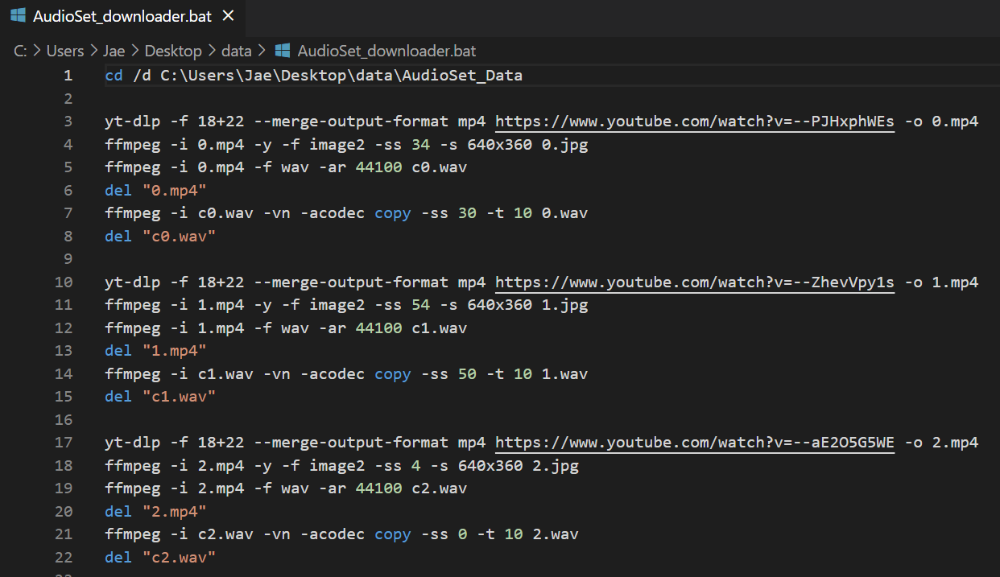 AudioSet_downloader.bat ×
C: > Users > Jae > Desktop > data > AudioSet_downloader.bat
1 cd /d C:\Users\Jae\Desktop\data\AudioSet_Data
2
3 yt-dlp -f 18+22 --merge-output-format mp4 https://www.youtube.com/watch?v=--PJHxphWEs -o 0.mp4
4 ffmpeg -i 0.mp4 -y -f image2 -ss 34 -s 640x360 0.jpg
5 ffmpeg -i 0.mp4 -f wav -ar 44100 c0.wav
6 del "0.mp4"
7 ffmpeg -i c0.wav -vn -acodec copy -ss 30 -t 10 0.wav
8 del "c0.wav"
9
10 yt-dlp -f 18+22 --merge-output-format mp4 https://www.youtube.com/watch?v=--ZhevVpy1s -o 1.mp4
11 ffmpeg -i 1.mp4 -y -f image2 -ss 54 -s 640x360 1.jpg
12 ffmpeg -i 1.mp4 -f wav -ar 44100 c1.wav
13 del "1.mp4"
14 ffmpeg -i c1.wav -vn -acodec copy -ss 50 -t 10 1.wav
15 del "c1.wav"
16
17 yt-dlp -f 18+22 --merge-output-format mp4 https://www.youtube.com/watch?v=--aE2O5G5WE -o 2.mp4
18 ffmpeg -i 2.mp4 -y -f image2 -ss 4 -s 640x360 2.jpg
19 ffmpeg -i 2.mp4 -f wav -ar 44100 c2.wav
20 del "2.mp4"
21 ffmpeg -i c2.wav -vn -acodec copy -ss 0 -t 10 2.wav
22 del "c2.wav"